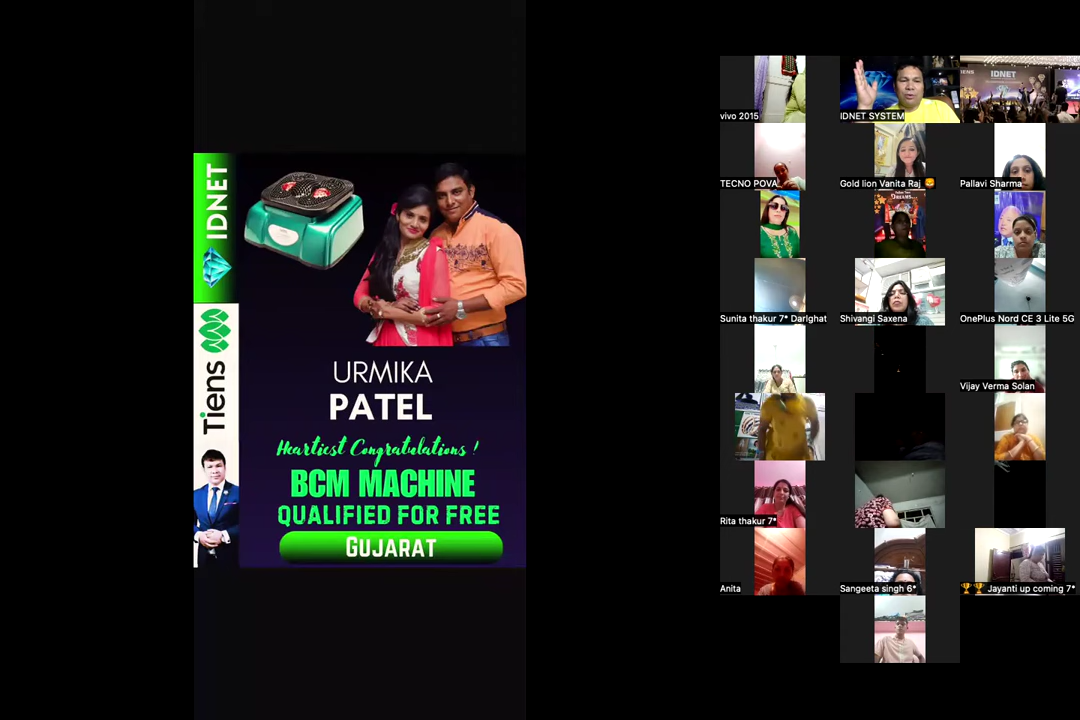 IDNET
Tiens
URMIKA
PATEL
Heartiest Congratulations !
BCM MACHINE
QUALIFIED FOR FREE
GUJARAT
vivo 2015
IDNET SYSTEM
IDNET
TECNO POVA
Gold lion Vanita Raj 🦁
Pallavi Sharma
DREAMS
Sunita thakur 7* Darlghat
Shivangi Saxena
OnePlus Nord CE 3 Lite 5G
Vijay Verma Solan
Rita thakur 7*
Anita
Sangeeta singh 6*
🏆🏆 Jayanti up coming 7*